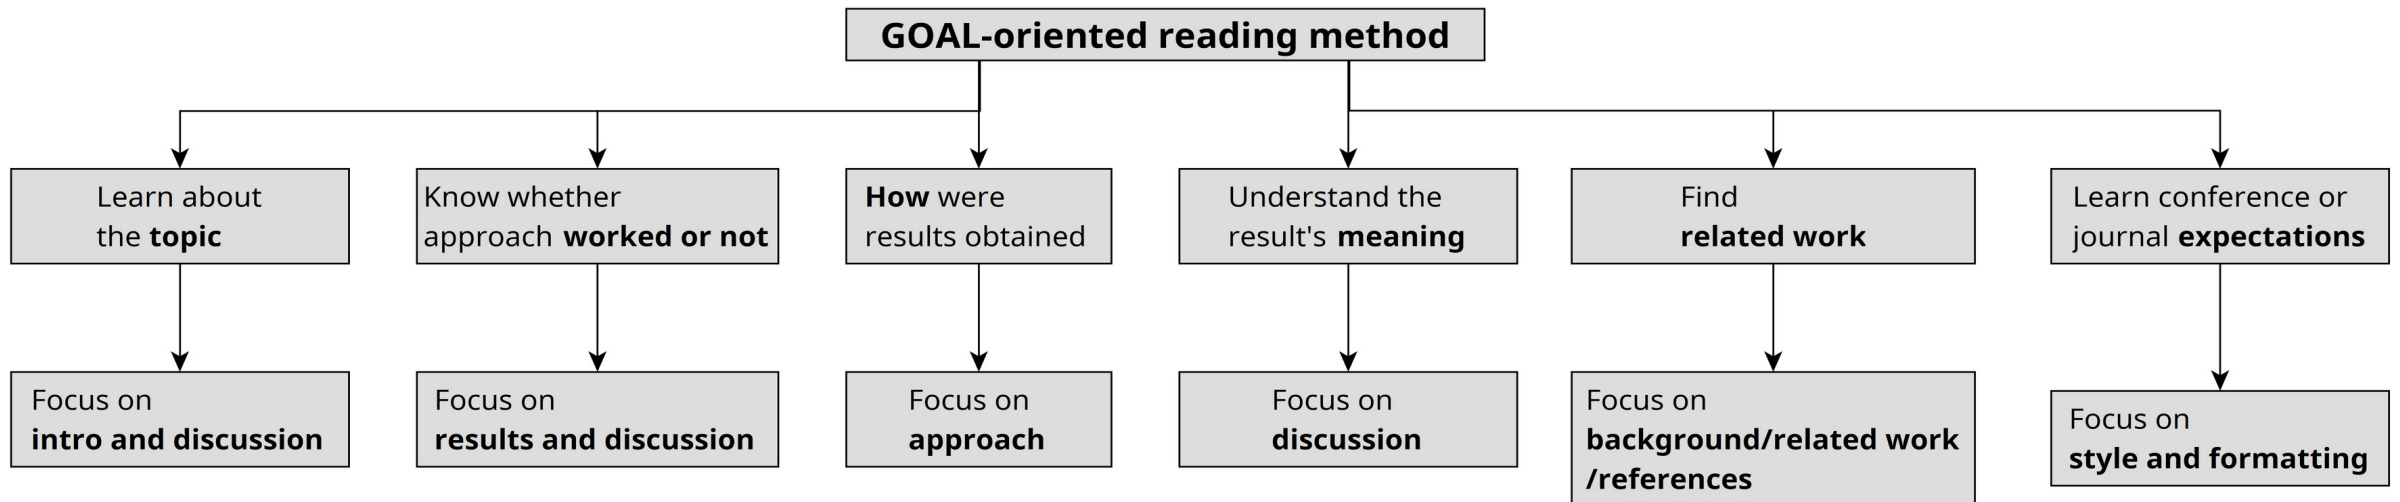 GOAL-oriented reading method
Learn about
the topic
Know whether
approach worked or not
How were
results obtained
Understand the
result's meaning
Find
related work
Learn conference or
journal expectations
Focus on
intro and discussion
Focus on
results and discussion
Focus on
approach
Focus on
discussion
Focus on
background/related work
/references
Focus on
style and formatting